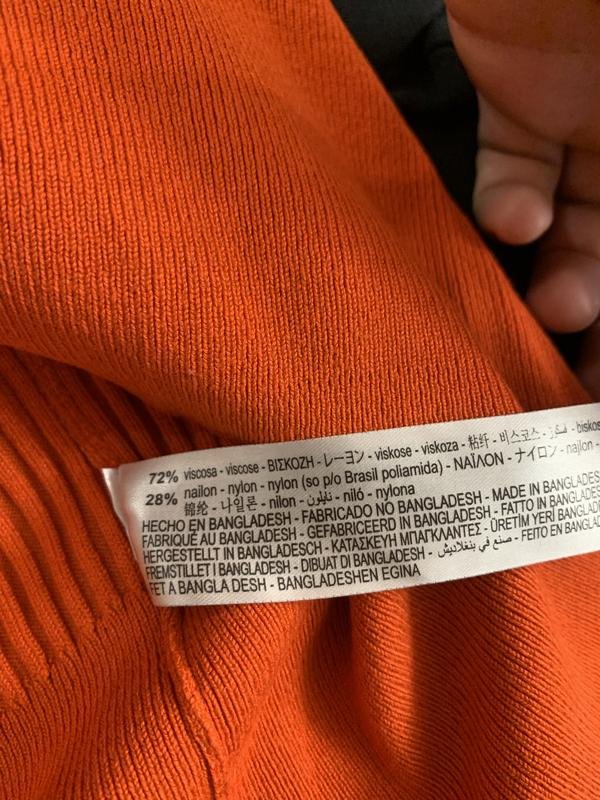 72% viscosa - viscose - ΒΙΣΚΟΖΗ - レーヨン - viskose - viskoza - 粘纤 - 비스코스 - فسكوز - biskos
28% nailon - nylon - nylon (so p/o Brasil poliamida) - ΝΑΪΛΟΝ - ナイロン - najlon -
锦纶 - 나일론 - nilon - نايلون - niló - nylona
HECHO EN BANGLADESH - FABRICADO NO BANGLADESH - MADE IN BANGLADES
FABRIQUÉ AU BANGLADESH - GEFABRICEERD IN BANGLADESH - FATTO IN BANGLADES
HERGESTELLT IN BANGLADESCH - ΚΑΤΑΣΚΕΥΗ ΜΠΑΓΚΛΑΝΤΕΣ - ÜRETİM YERİ BANGLADE
FREMSTILLET I BANGLADESH - DIBUAT DI BANGLADESH - صنع في بنغلاديش - FEITO EN BANGLAD
FET A BANGLA DESH - BANGLADESHEN EGINA